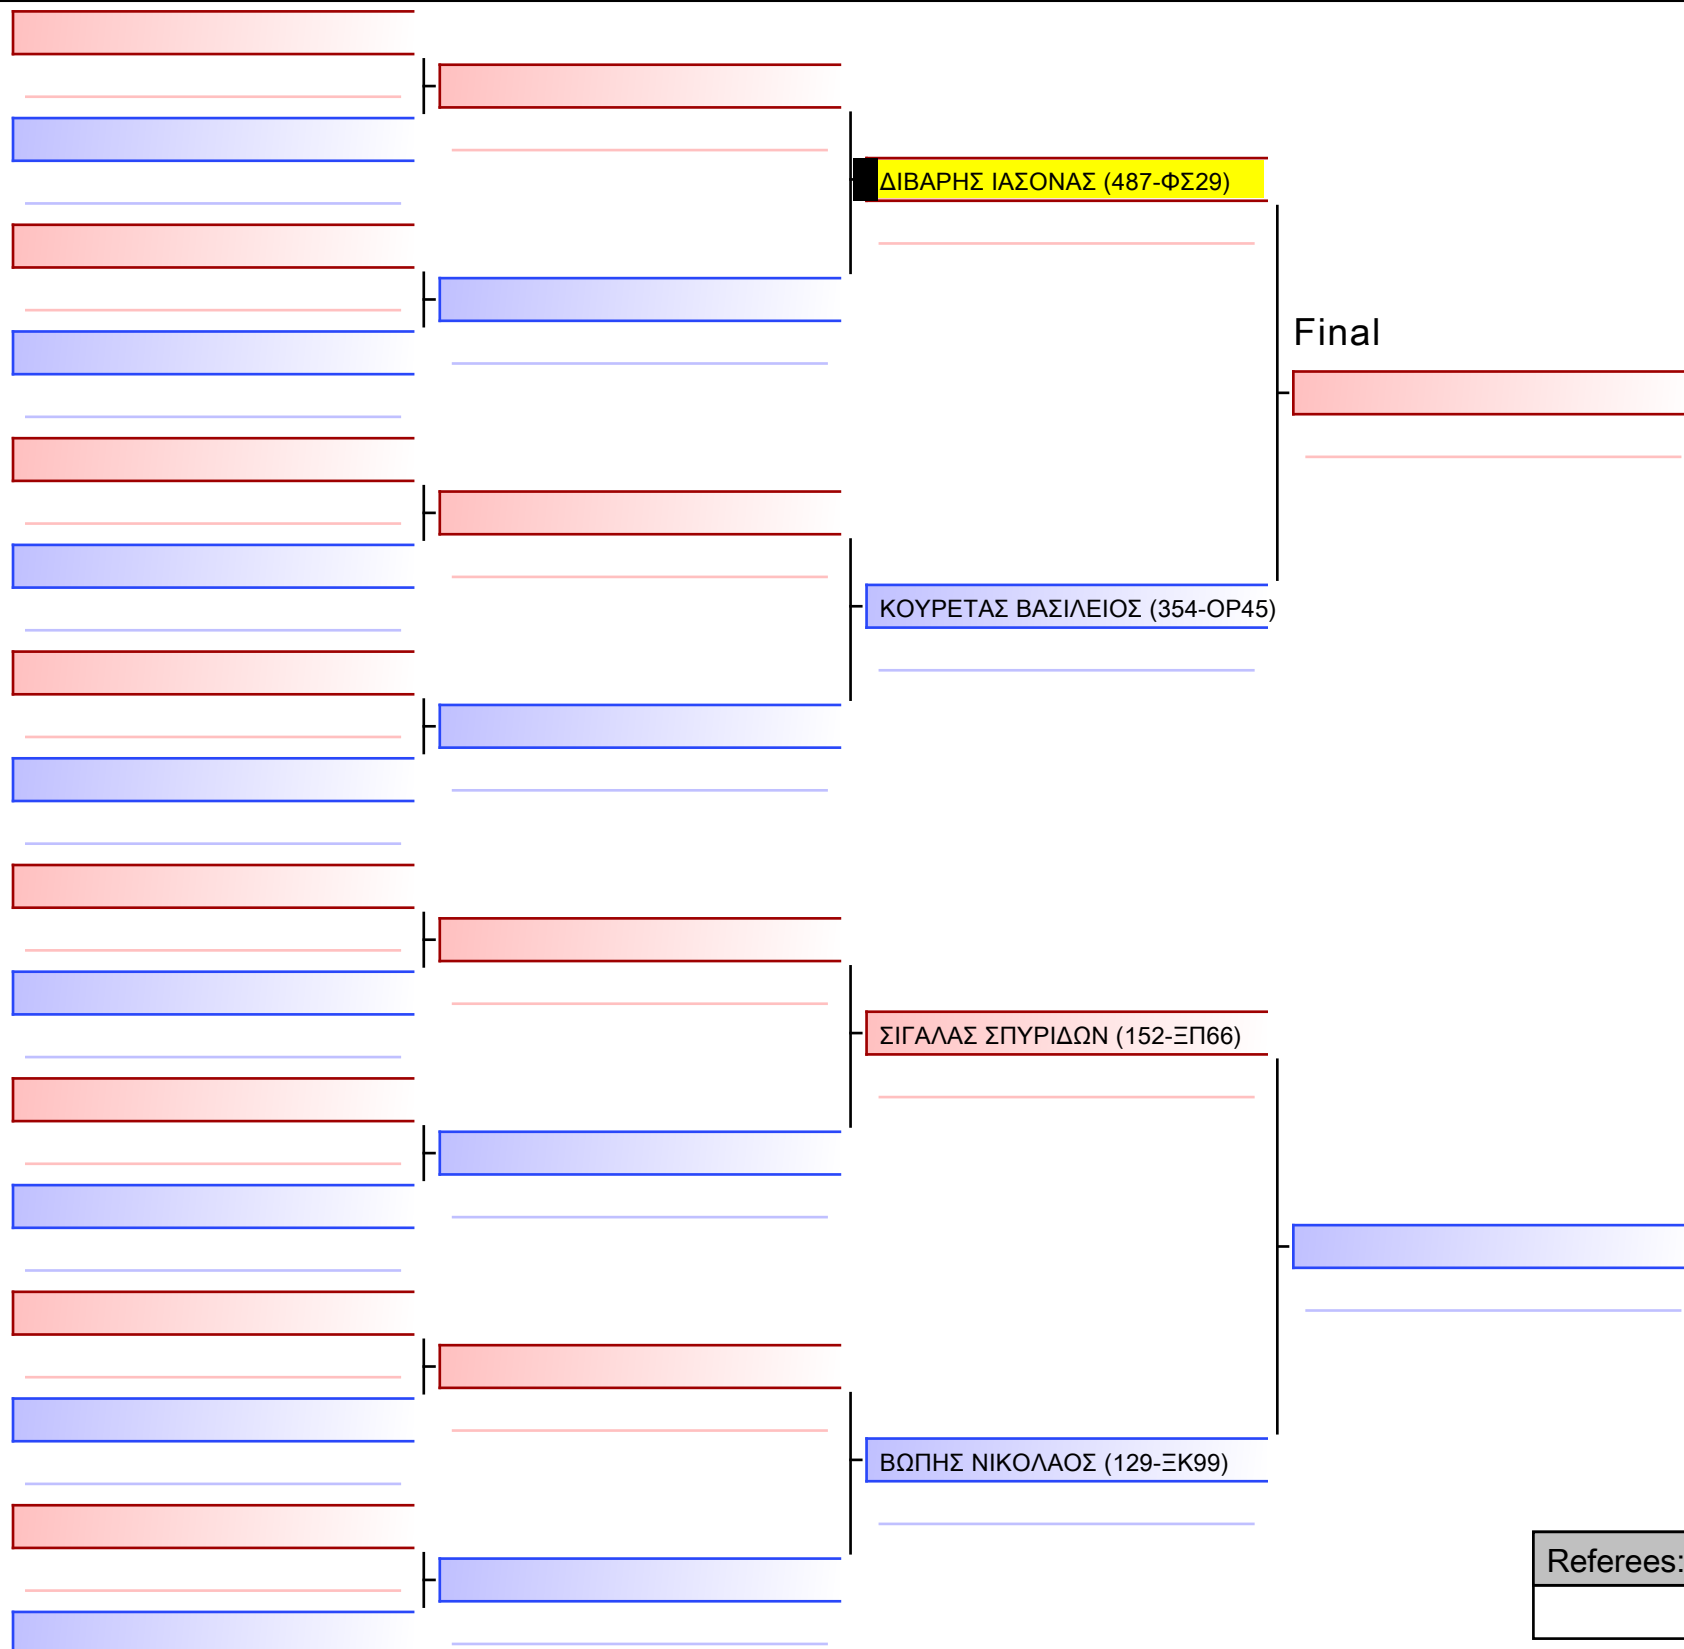 ΔΙΒΑΡΗΣ ΙΑΣΟΝΑΣ (487-ΦΣ29)
Final
ΚΟΥΡΕΤΑΣ ΒΑΣΙΛΕΙΟΣ (354-ΟΡ45)
ΣΙΓΑΛΑΣ ΣΠΥΡΙΔΩΝ (152-ΞΠ66)
ΒΩΠΗΣ ΝΙΚΟΛΑΟΣ (129-ΞΚ99)
Referees: